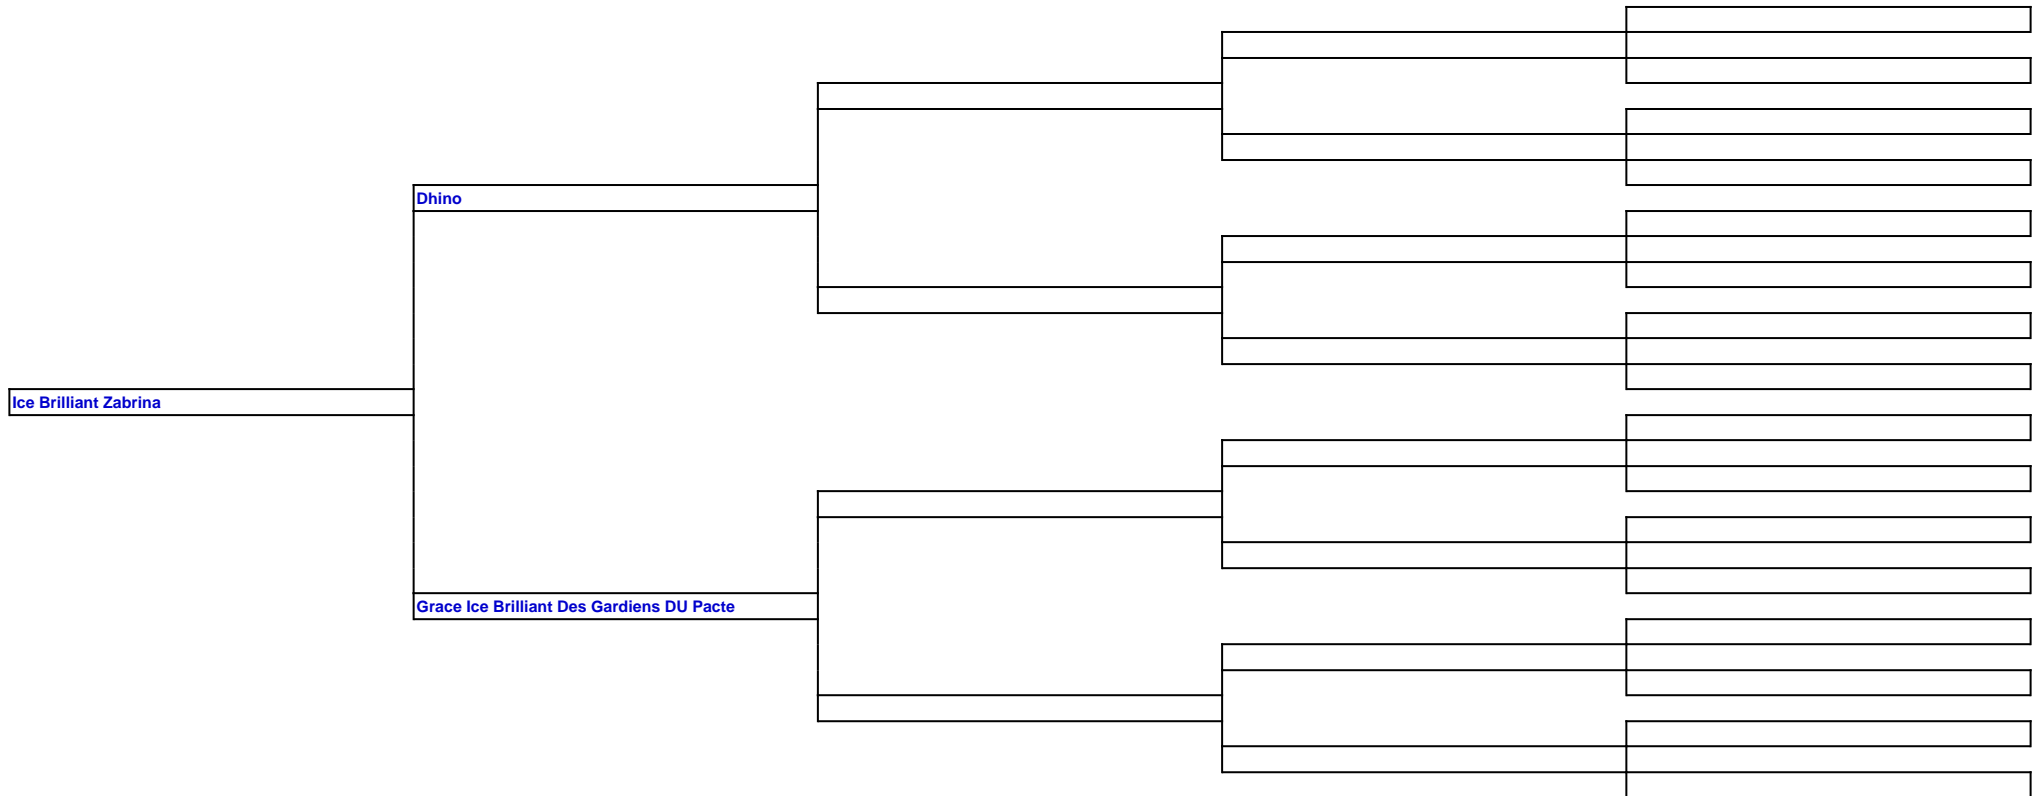 Dhino
Ice Brilliant Zabrina
Grace Ice Brilliant Des Gardiens DU Pacte